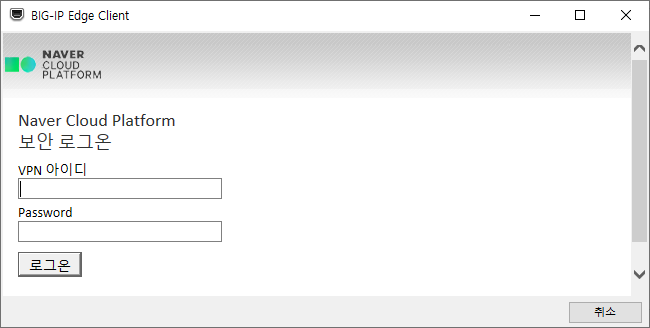 BIG-IP Edge Client
NAVER
CLOUD
PLATFORM
Naver Cloud Platform
보안 로그온
VPN 아이디
Password
로그온
취소